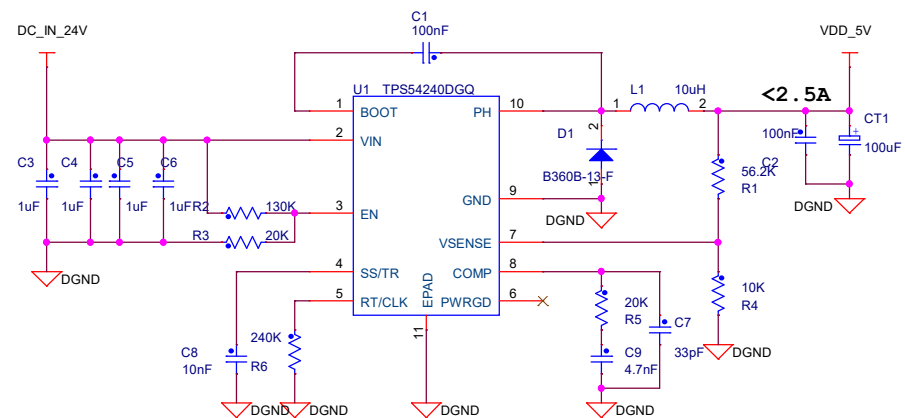 DC_IN_24V
C1
100nF
VDD_5V
U1 TPS54240DGQ
1 BOOT
PH 10
1 L1 10uH 2
<2.5A
2 VIN
D1
2
1
B360B-13-F
100nF
C2
CT1
+
100uF
C3
C4
C5
C6
1uF
1uF
1uF
1uF
R2 130K
3 EN
GND 9
DGND
56.2K
R1
DGND
R3 20K
VSENSE 7
DGND
4 SS/TR
COMP 8
5 RT/CLK
EPAD
PWRGD 6
11
20K
R5
C7
33pF
10K
R4
C8
10nF
240K
R6
C9
4.7nF
DGND
DGND
DGND
DGND
DGND